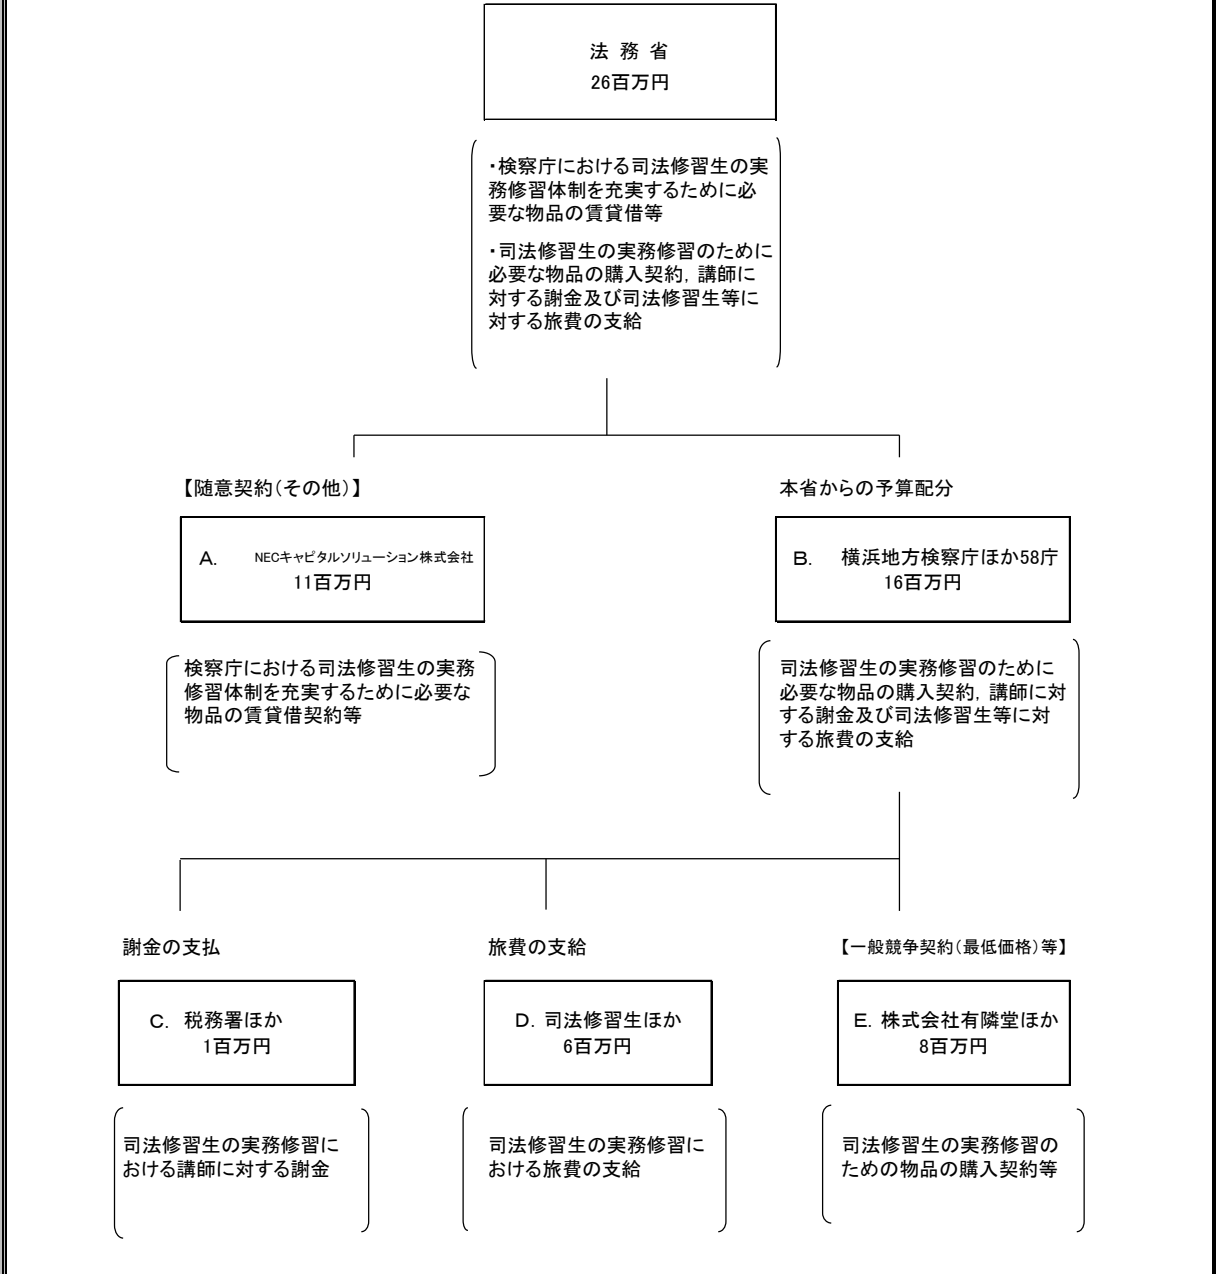 法 務 省
26百万円
・検察庁における司法修習生の実
務修習体制を充実するために必
要な物品の賃貸借等
・司法修習生の実務修習のために
必要な物品の購入契約，講師に
対する謝金及び司法修習生等に
対する旅費の支給
【随意契約（その他）】
本省からの予算配分
A. NECキャピタルソリューション株式会社
11百万円
B. 横浜地方検察庁ほか58庁
16百万円
検察庁における司法修習生の実務
修習体制を充実するために必要な
物品の賃貸借契約等
司法修習生の実務修習のために
必要な物品の購入契約，講師に対
する謝金及び司法修習生等に対
する旅費の支給
謝金の支払
旅費の支給
【一般競争契約（最低価格）等】
C. 税務署ほか
1百万円
D. 司法修習生ほか
6百万円
E. 株式会社有隣堂ほか
8百万円
司法修習生の実務修習に
おける講師に対する謝金
司法修習生の実務修習に
おける旅費の支給
司法修習生の実務修習の
ための物品の購入契約等